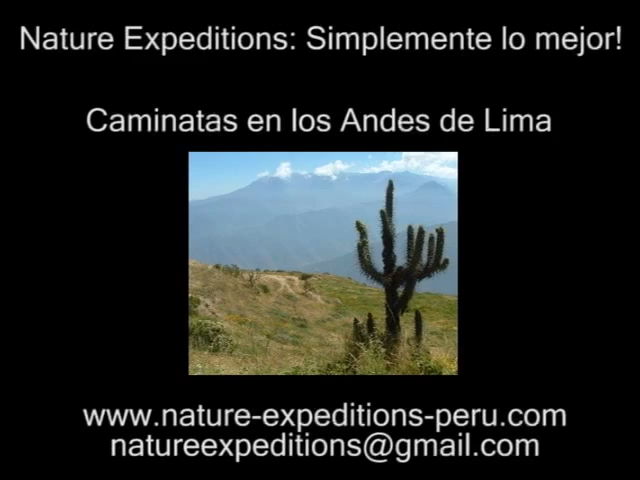 Nature Expeditions: Simplemente lo mejor!
Caminatas en los Andes de Lima
www.nature-expeditions-peru.com
natureexpeditions@gmail.com